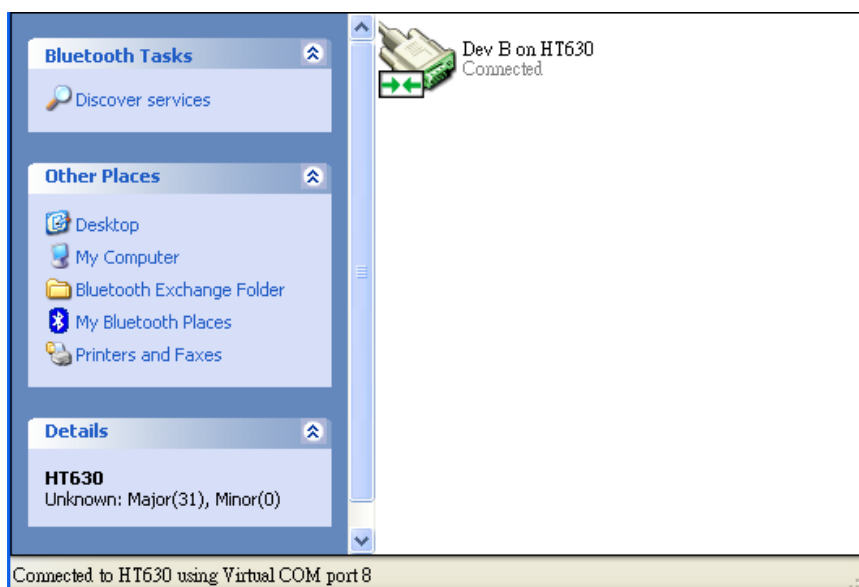 Bluetooth Tasks
Discover services
Other Places
Desktop
My Computer
Bluetooth Exchange Folder
My Bluetooth Places
Printers and Faxes
Details
HT630
Unknown: Major(31), Minor(0)
Dev B on HT630
Connected
Connected to HT630 using Virtual COM port 8